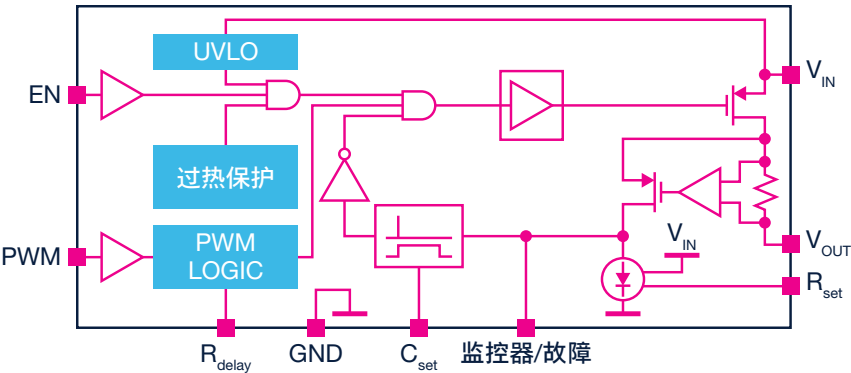 UVLO
EN
V_IN
过热保护
PWM
LOGIC
PWM
V_IN
V_OUT
R_set
R_delay
GND
C_set
监控器/故障